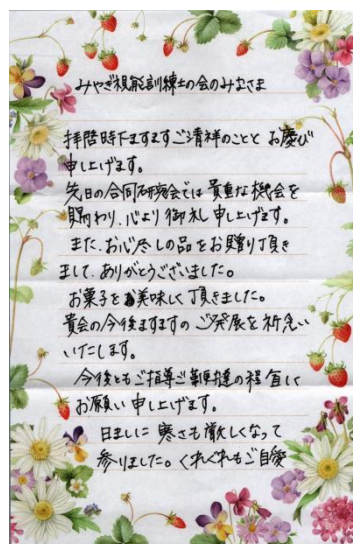 みやぎ視能訓練士の会のみなさま
拝啓時下ますますご清祥のことと お慶び
申し上げます。
先日の合同研究会では 貴重な機会を
賜わり、心より御礼申し上げます。
また、お心尽しの品をお贈り頂き
まして、ありがとうございました。
お菓子を美味しく頂きました。
貴会の今後ますますの ご発展を祈念い
いたします。
今後ともご指導ご鞭撻の程宜しく
お願い申し上げます。
日ましに 寒さも厳しくなって
参りました。くれぐれもご自愛